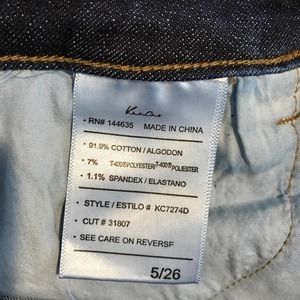 KanCan
• RN# 144635 MADE IN CHINA
• 91.9% COTTON / ALGODON
• 7% T-400®POLYESTER/T-400® POLIESTER
• 1.1% SPANDEX / ELASTANO
• STYLE / ESTILO # KC7274D
• CUT # 31807
• SEE CARE ON REVERSE
5/26